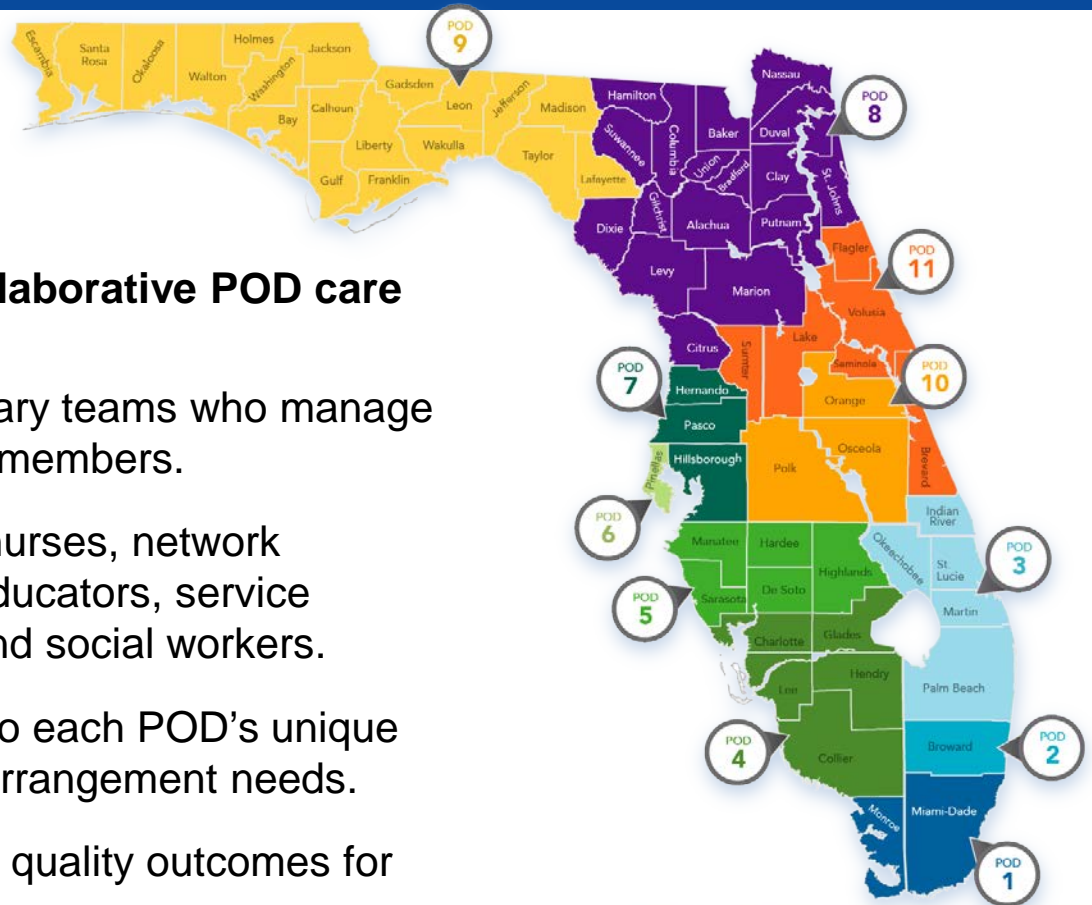 POD
9
Escambia
Santa
Rosa
Okaloosa
Walton
Holmes
Washington
Jackson
Bay
Calhoun
Gulf
Gadsden
Liberty
Franklin
Leon
Wakulla
Jefferson
Madison
Taylor
Lafayette
Hamilton
Suwannee
Columbia
Baker
Nassau
Duval
POD
8
Union
Bradford
Clay
St. Johns
Dixie
Gilchrist
Alachua
Putnam
Levy
Marion
Flagler
POD
11
Volusia
laborative POD care
Citrus
Sumter
Lake
Seminole
POD
10
POD
7
Hernando
Orange
Pasco
ary teams who manage
members.
Hillsborough
Pinellas
Polk
Osceola
Brevard
POD
6
nurses, network
ducators, service
nd social workers.
Indian
River
Manatee
Hardee
Okeechobee
St.
Lucie
POD
3
Highlands
POD
5
Sarasota
De Soto
Martin
Charlotte
Glades
o each POD’s unique
rrangement needs.
Lee
Hendry
Palm Beach
POD
4
Collier
Broward
POD
2
quality outcomes for
Monroe
Miami-Dade
POD
1